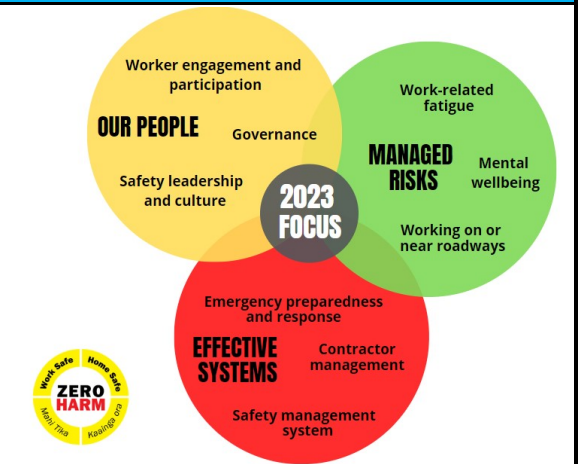 Worker engagement and
participation
OUR PEOPLE
Governance
Safety leadership
and culture
Work-related
fatigue
MANAGED
RISKS
Mental
wellbeing
Working on or
near roadways
2023
FOCUS
Emergency preparedness
and response
EFFECTIVE
SYSTEMS
Contractor
management
Safety management
system
Work Safe
Home Safe
ZERO
HARM
Mahi Tika
Kaainga ora